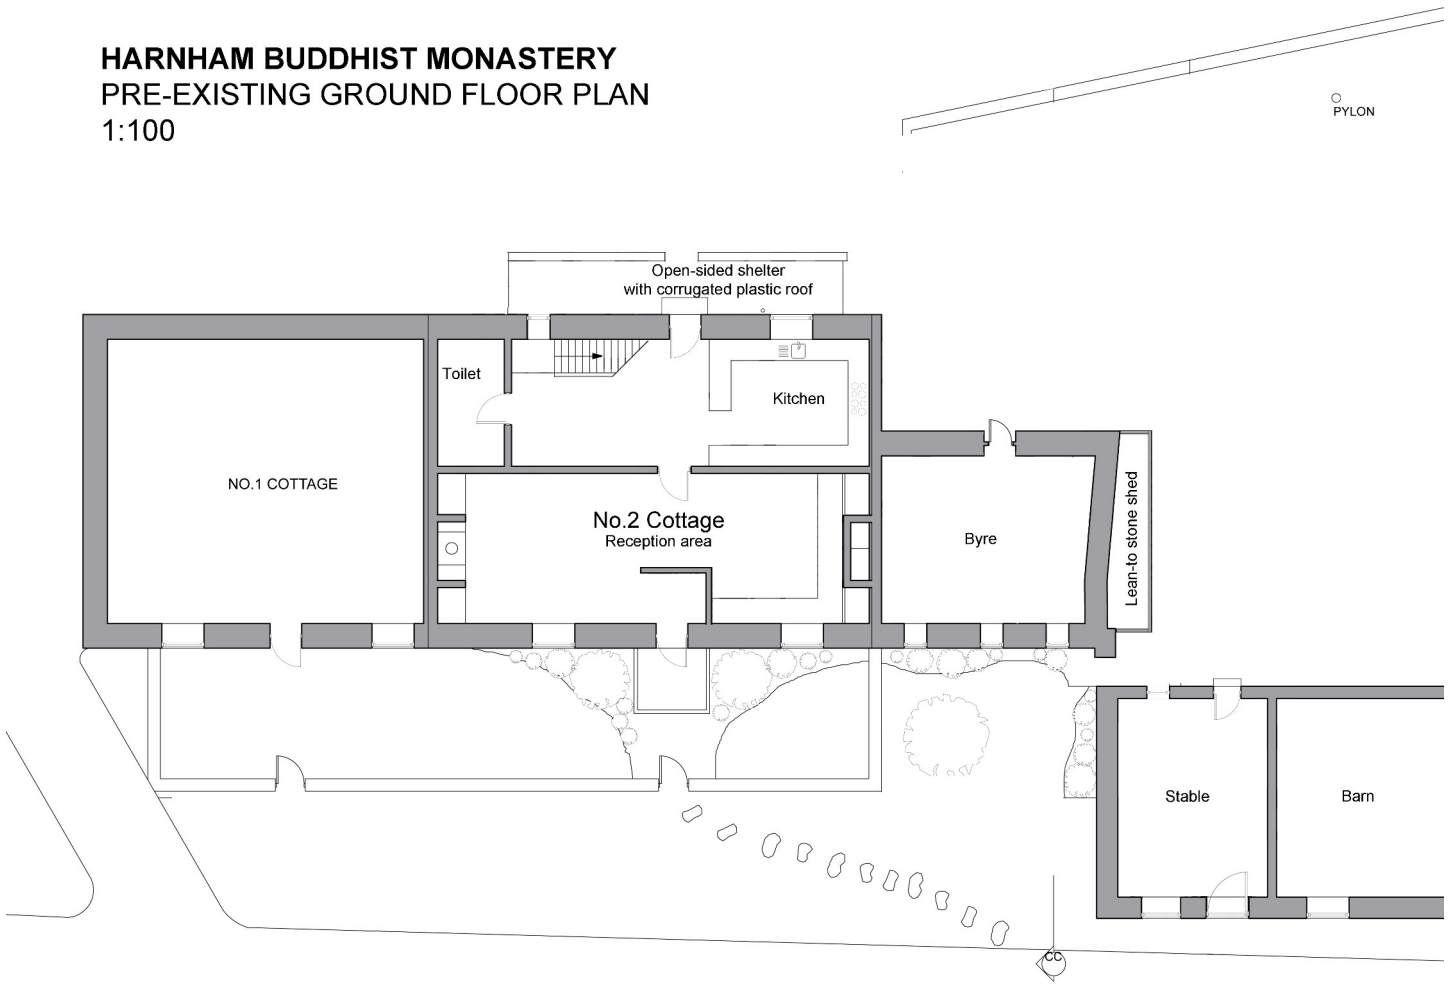 HARNHAM BUDDHIST MONASTERY
PRE-EXISTING GROUND FLOOR PLAN
1:100
PYLON
Open-sided shelter
with corrugated plastic roof
Toilet
Kitchen
NO.1 COTTAGE
No.2 Cottage
Reception area
Byre
Lean-to stone shed
Stable
Barn
CC